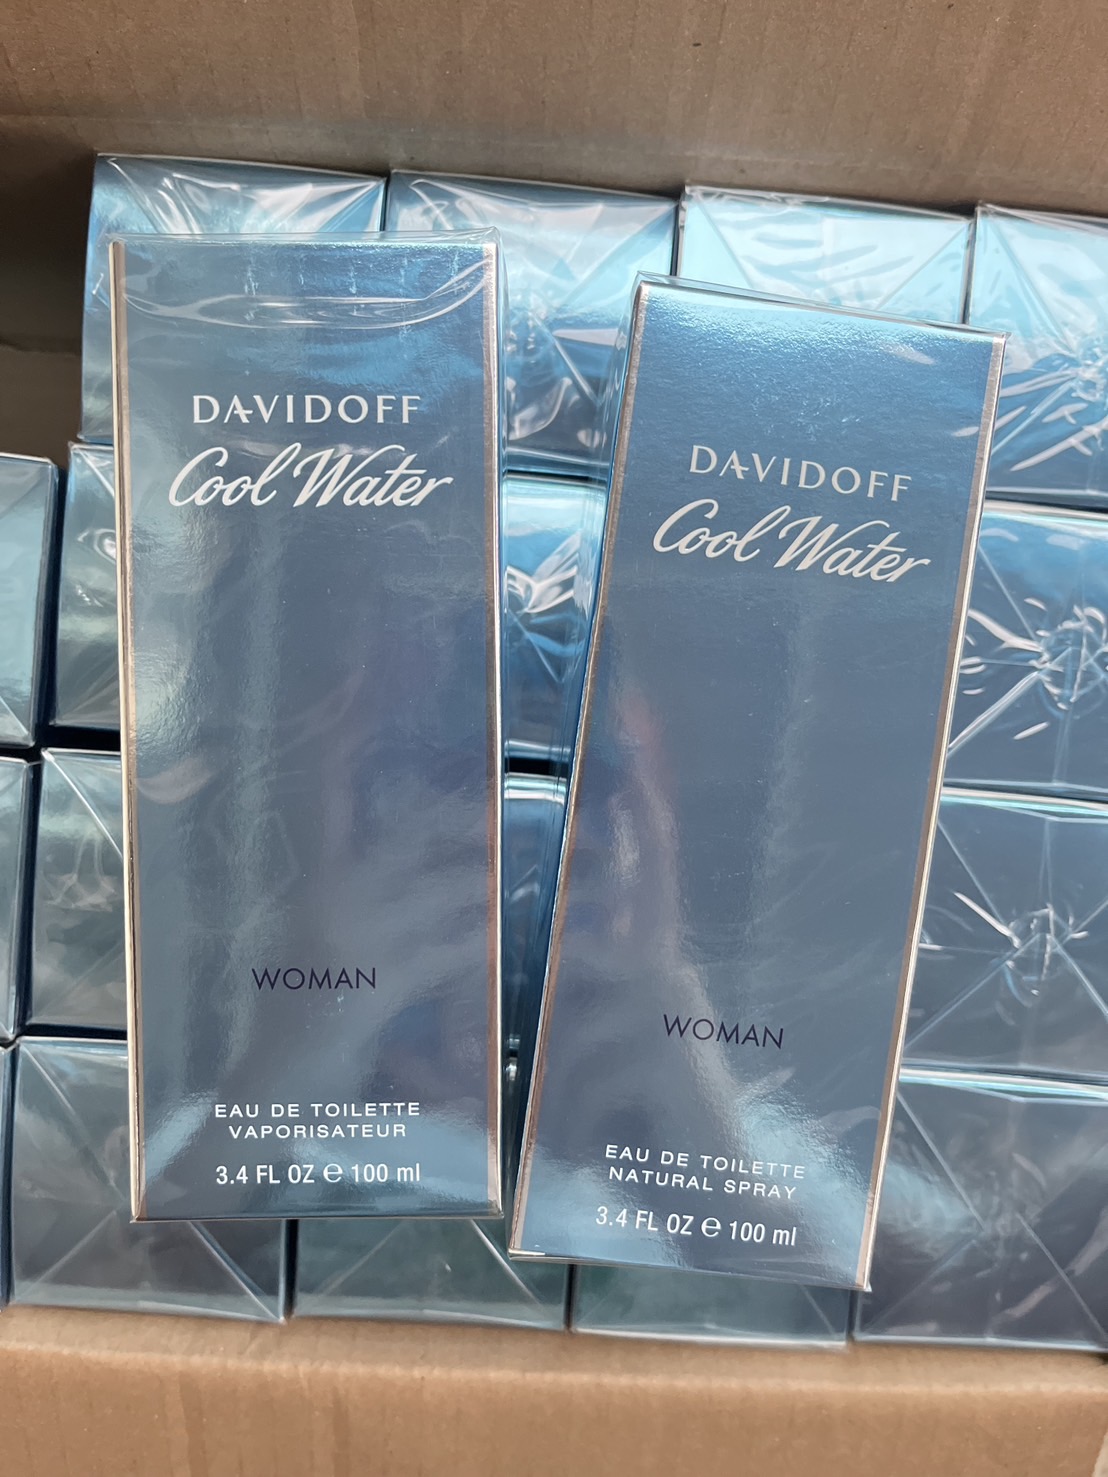 DAVIDOFF
Cool Water
WOMAN
EAU DE TOILETTE
VAPORISATEUR
3.4 FL OZ ℮ 100 ml
DAVIDOFF
Cool Water
WOMAN
EAU DE TOILETTE
NATURAL SPRAY
3.4 FL OZ ℮ 100 ml